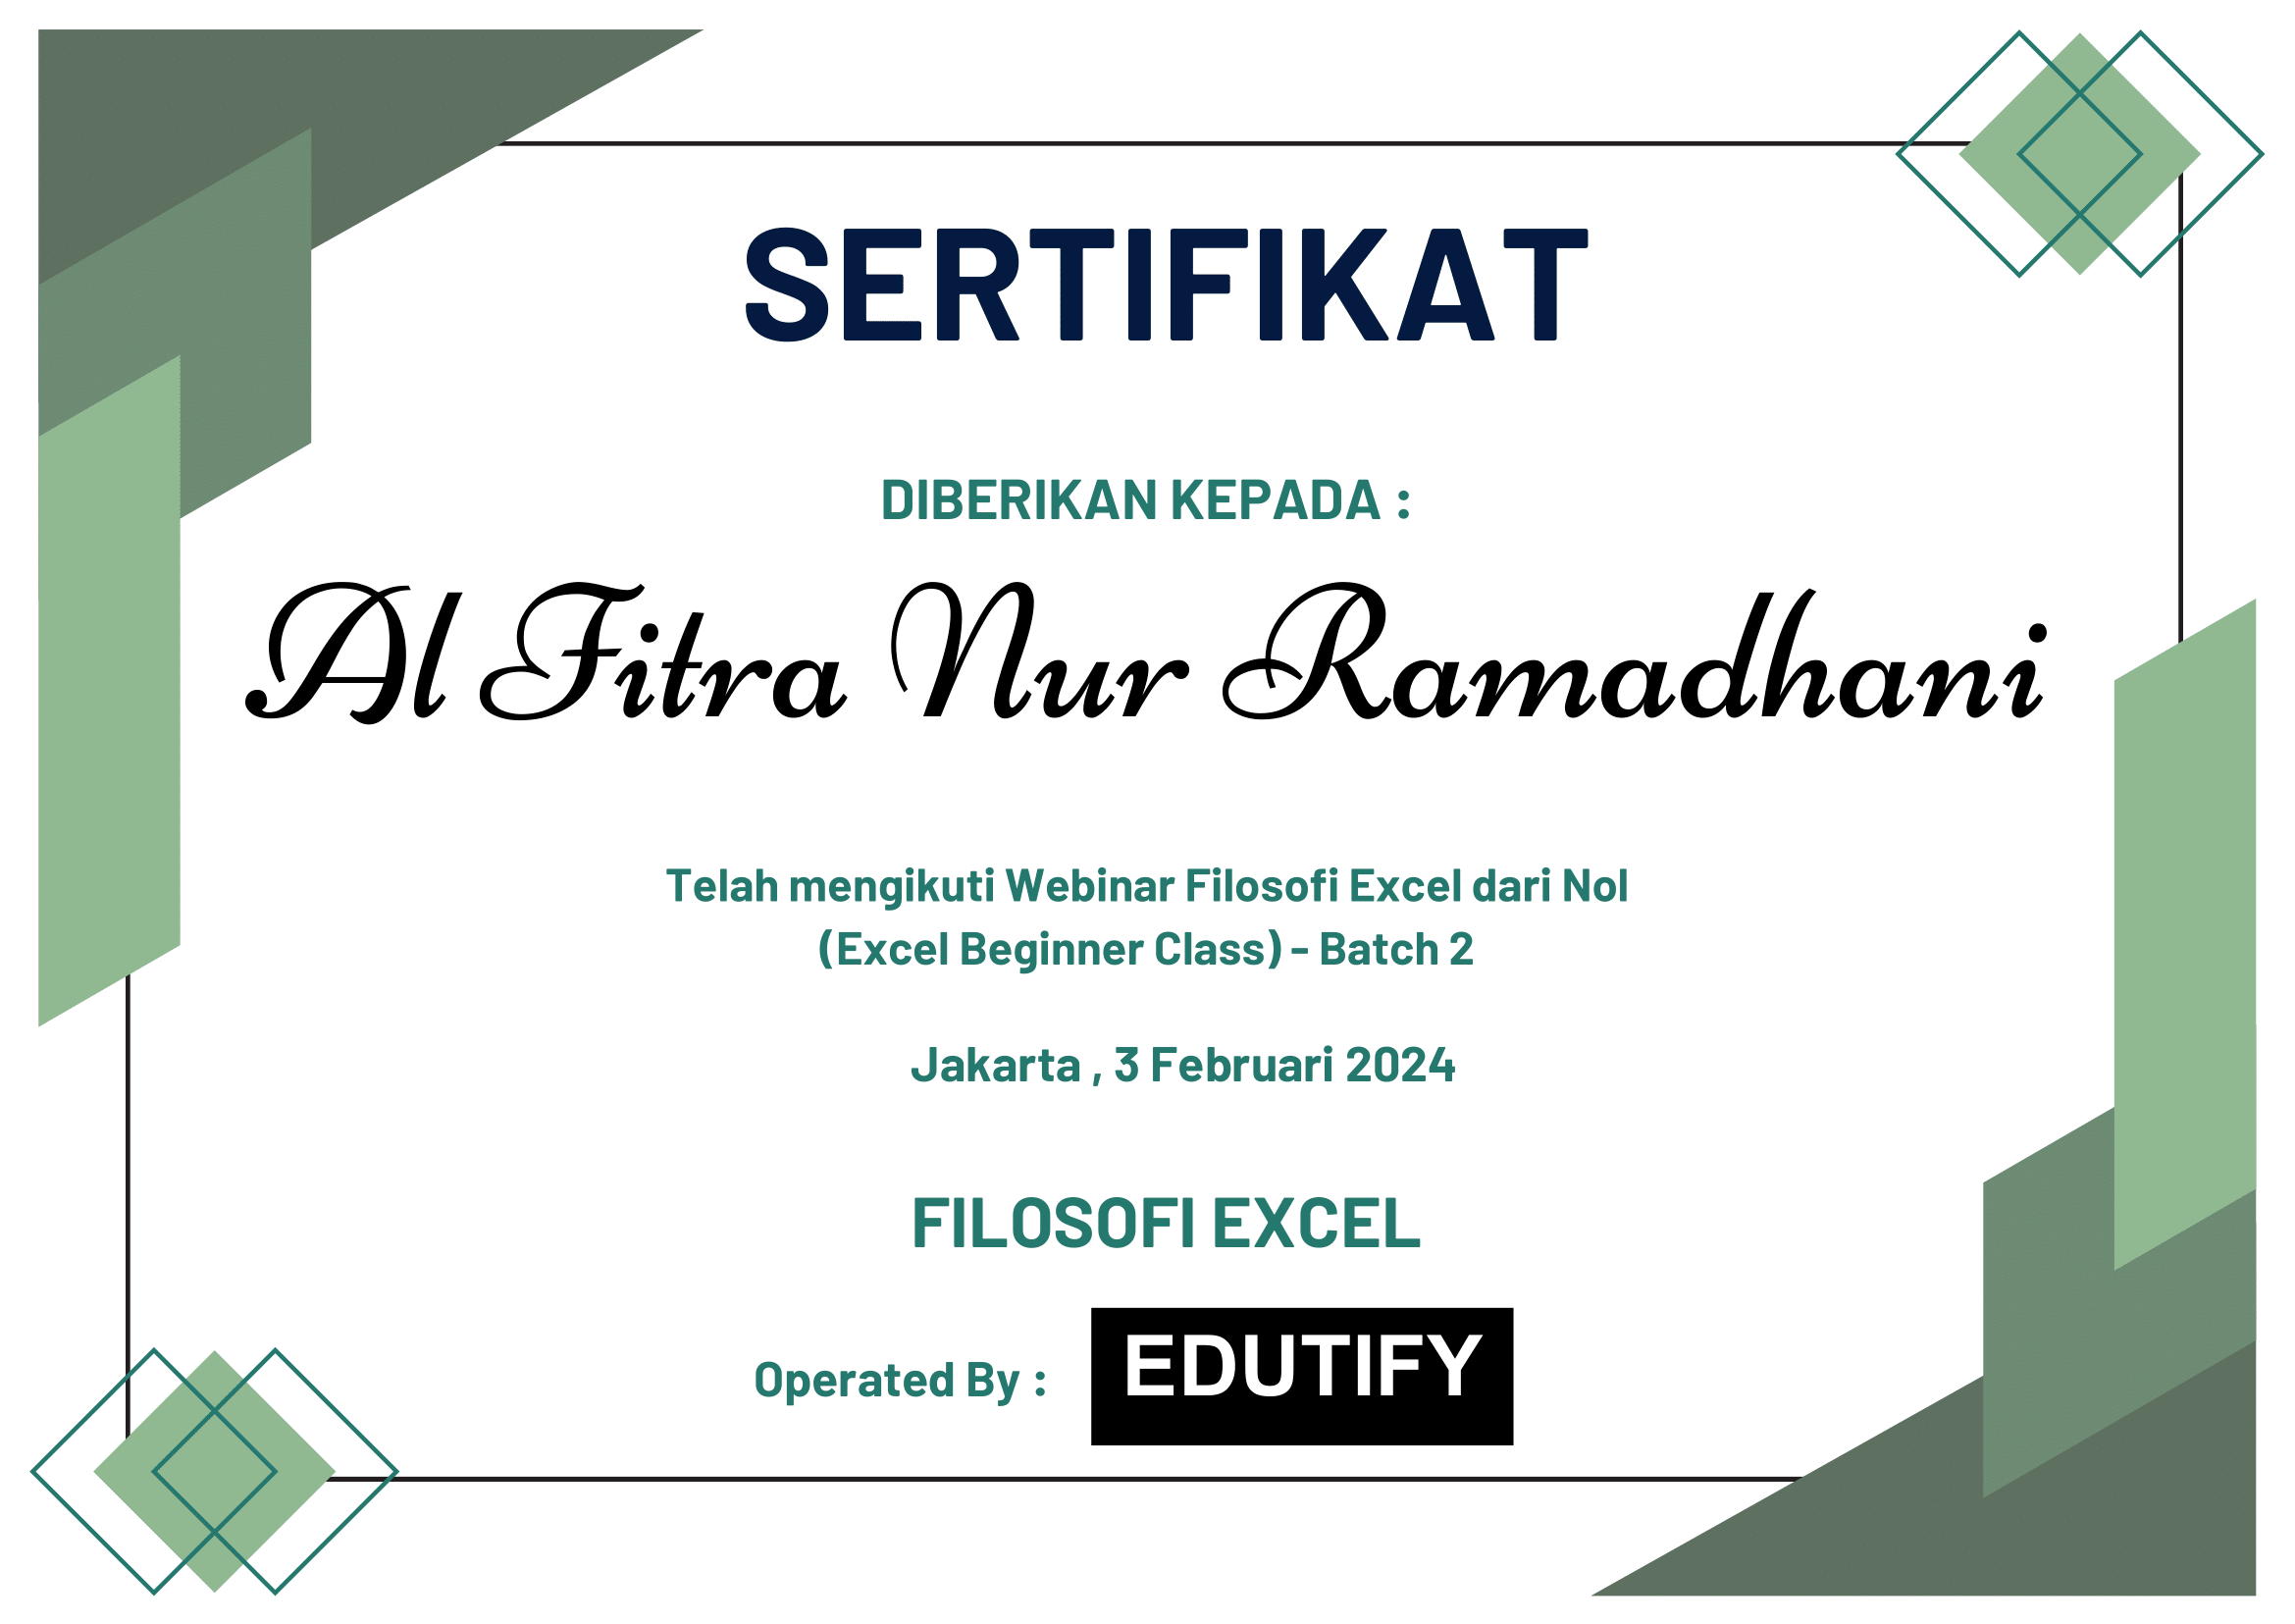 SERTIFIKAT
DIBERIKAN KEPADA :
Al Fitra Nur Ramadhani
Telah mengikuti Webinar Filosofi Excel dari Nol
(Excel Beginner Class) - Batch 2
Jakarta , 3 Februari 2024
FILOSOFI EXCEL
Operated By : EDUTIFY